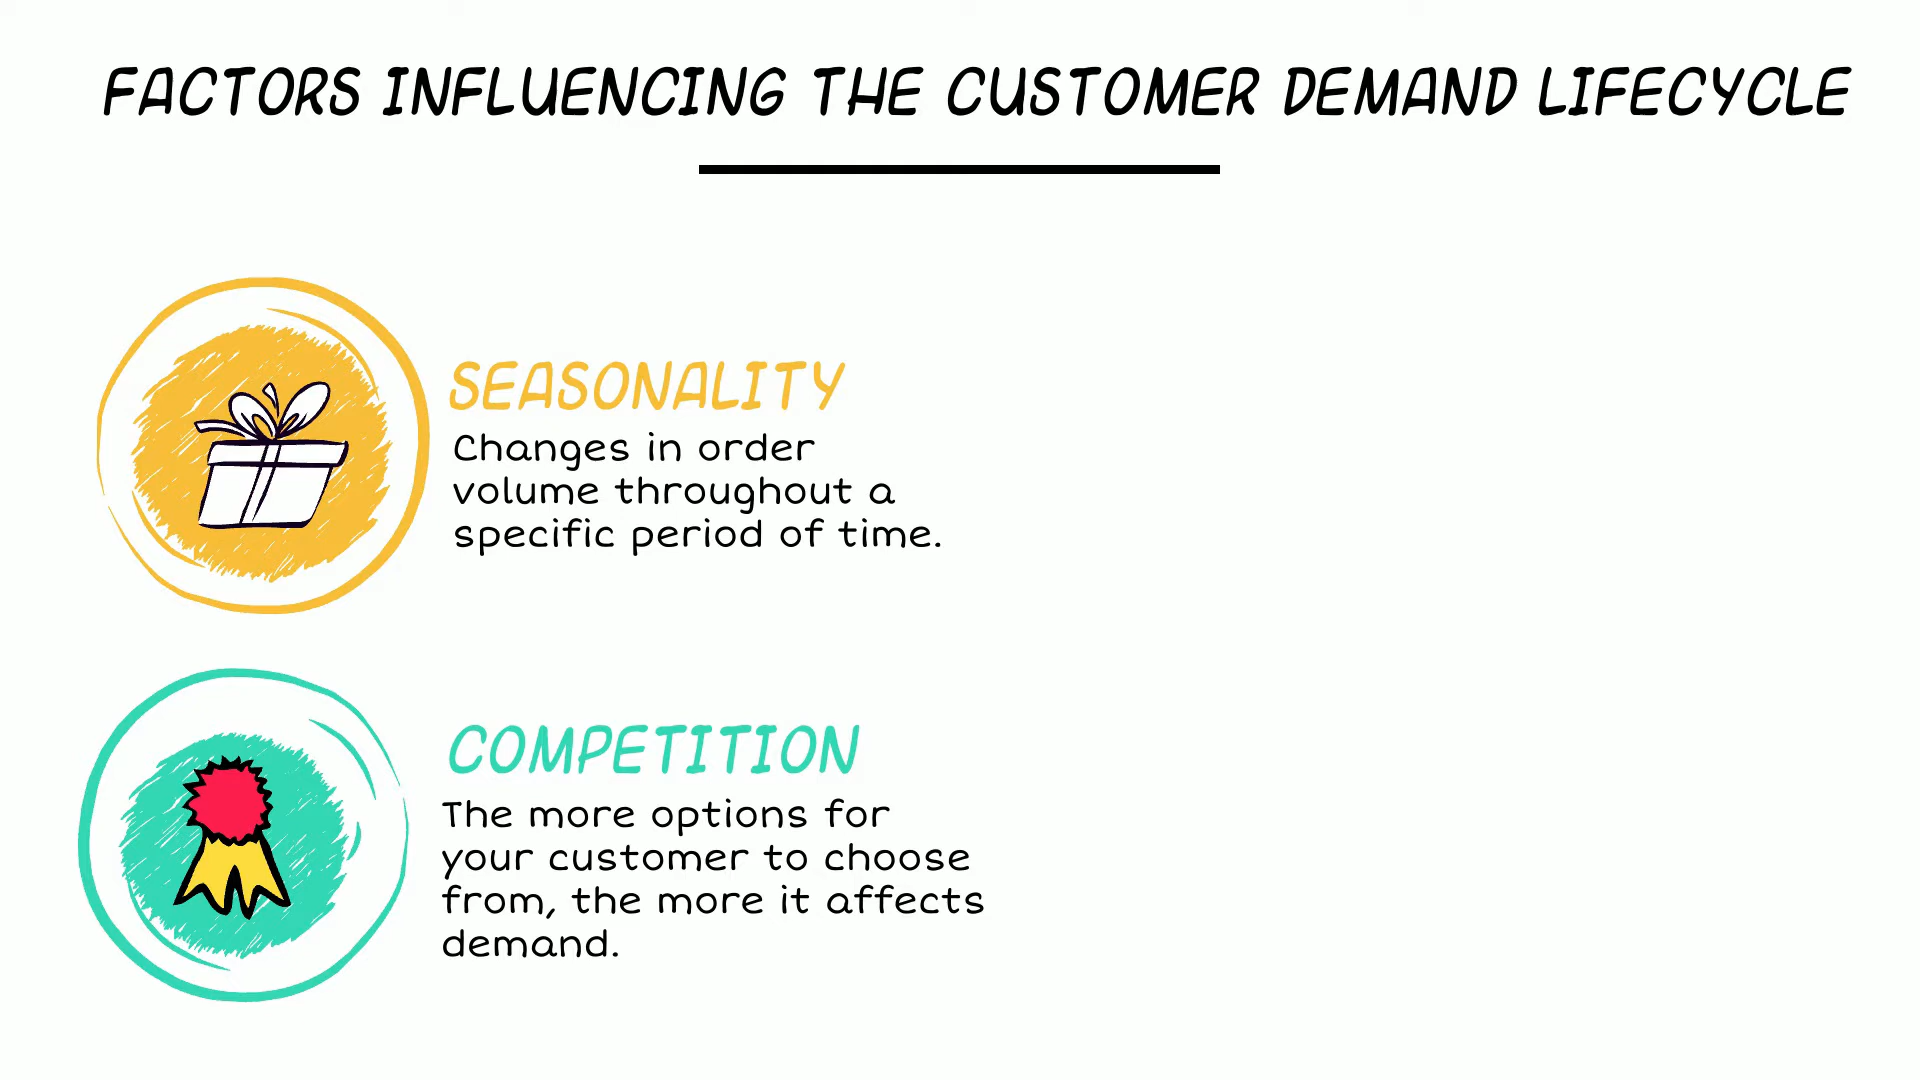 FACTORS INFLUENCING THE CUSTOMER DEMAND LIFECYCLE
SEASONALITY
Changes in order
volume throughout a
specific period of time.
COMPETITION
The more options for
your customer to choose
from, the more it affects
demand.